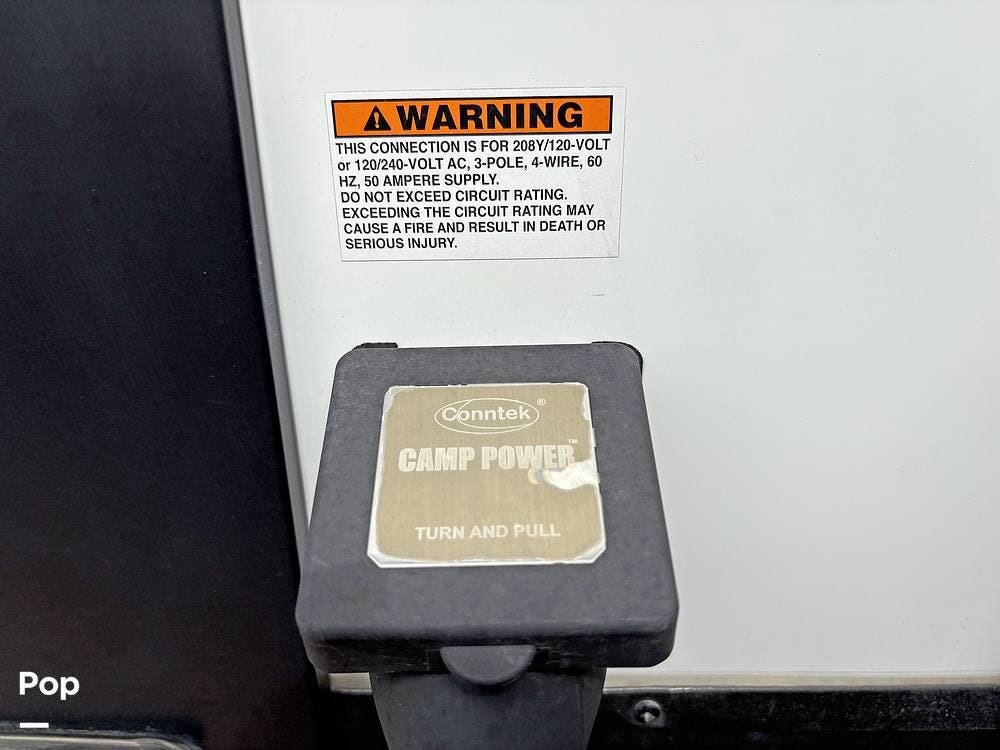 WARNING
THIS CONNECTION IS FOR 208Y/120-VOLT
or 120/240-VOLT AC, 3-POLE, 4-WIRE, 60
HZ, 50 AMPERE SUPPLY.
DO NOT EXCEED CIRCUIT RATING.
EXCEEDING THE CIRCUIT RATING MAY
CAUSE A FIRE AND RESULT IN DEATH OR
SERIOUS INJURY.
Conntek®
CAMP POWER™
TURN AND PULL
Pop